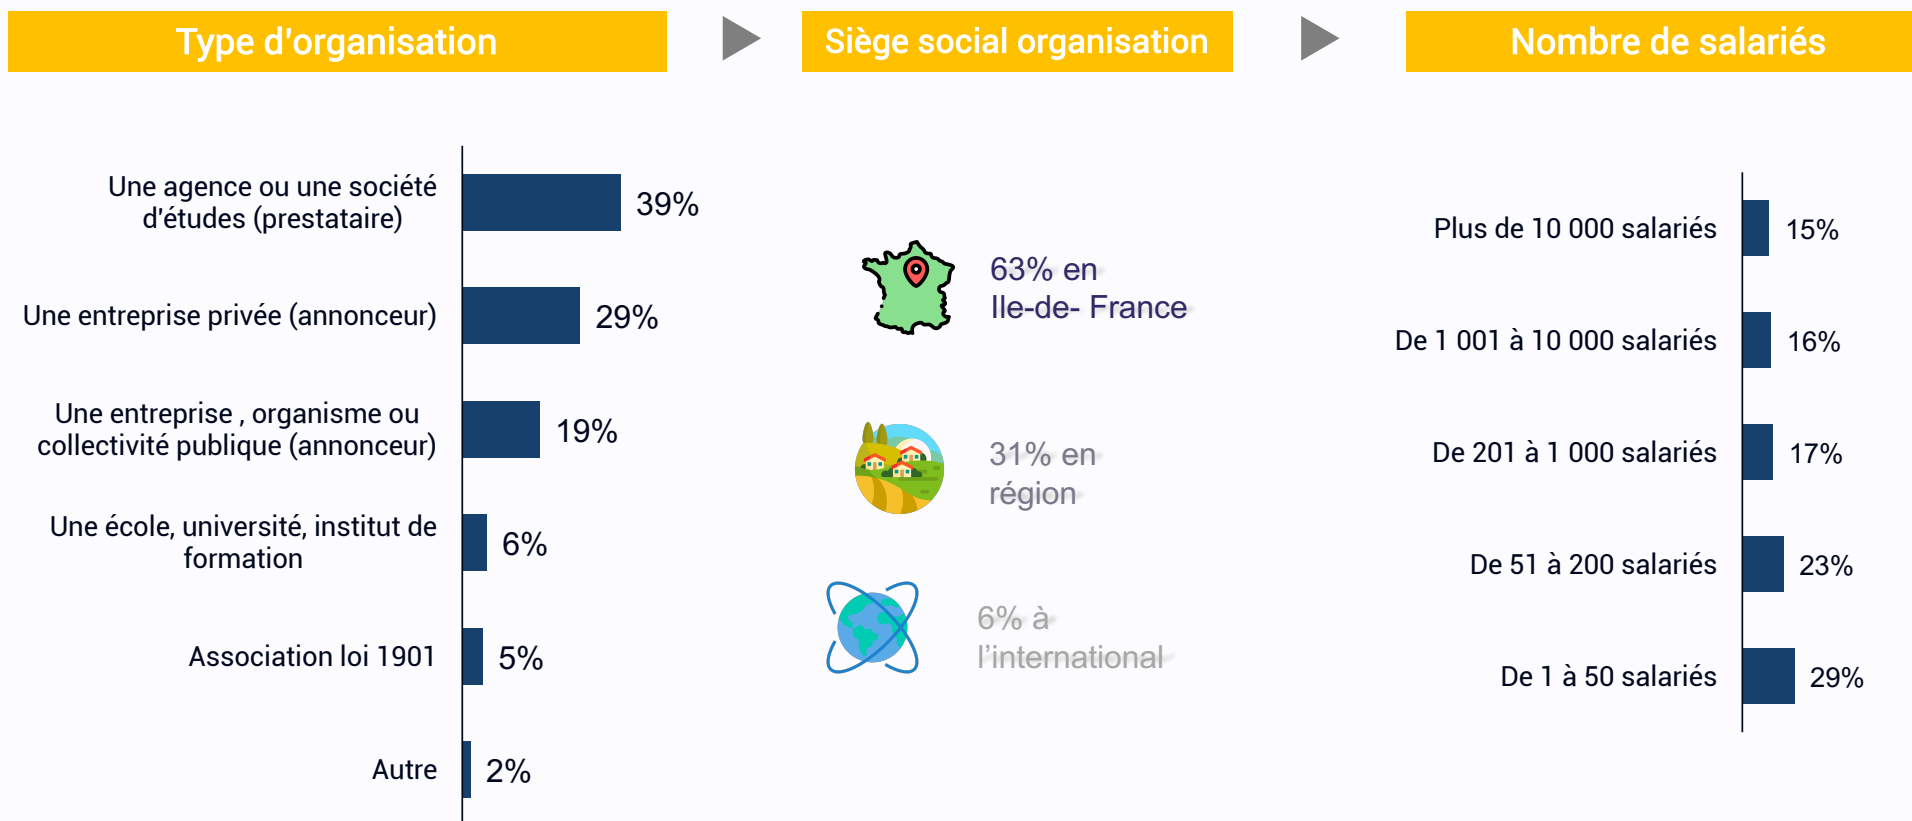 Type d'organisation
Siège social organisation
Nombre de salariés
Une agence ou une société
d'études (prestataire)
39%
Une entreprise privée (annonceur)
29%
Une entreprise , organisme ou
collectivité publique (annonceur)
19%
Une école, université, institut de
formation
6%
Association loi 1901
5%
Autre
2%
63% en
Ile-de- France
31% en
région
6% à
l'international
Plus de 10 000 salariés
15%
De 1 001 à 10 000 salariés
16%
De 201 à 1 000 salariés
17%
De 51 à 200 salariés
23%
De 1 à 50 salariés
29%